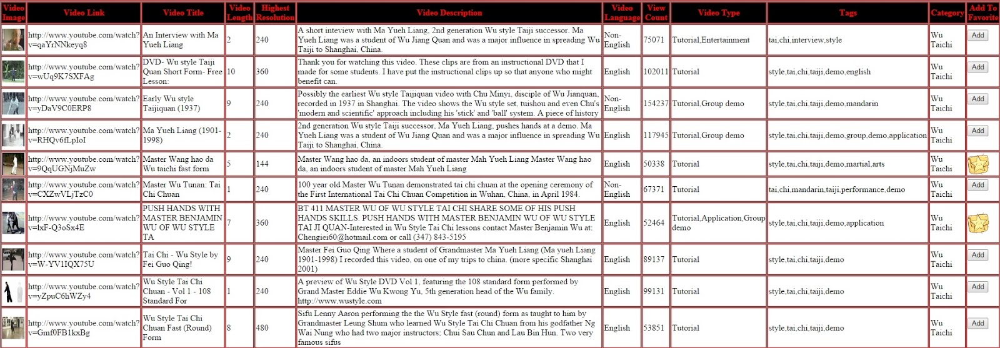 Video Image	Video Link	Video Title	Video Length	Highest Resolution	Video Description	Video Language	View Count	Video Type	Tags	Category	Add To Favorite
http://www.youtube.com/watch?
v=qaYrNNkeyq8
An Interview with Ma
Yueh Liang
2
240
A short inteview with Ma Yueh Liang, 2nd generation Wu style Taiji successor. Ma
Yueh Liang was a student of Wu Jiang Quan and was a major influence in spreading Wu
Taiji to Shanghai, China.
Non-
English
75071
Tutorial,Entertainment
tai,chi,interview,style
Wu
Taichi
Add
http://www.youtube.com/watch?
v=wUq9K7SXFAg
DVD- Wu style Taiji
Quan Short Form- Free
Lesson:
10
360
Thank you for watching this video. These clips are from an instructional DVD that I
made for some students. I have put the instructional clips up so that anyone who might
benefit can.
English
102011
Tutorial
style,tai,chi,taiji,demo,english
Wu
Taichi
Add
http://www.youtube.com/watch?
v=yDaV9C0ERP8
Early Wu style
Taijiquan (1937)
9
240
Possibly the earliest Wu style Taijiquan video with Chu Minyi, disciple of Wu Jianquan,
recorded in 1937 in Shanghai. The video shows the Wu style set, tuishou and even Chu's
'modern and scientific' approach including his 'stick' and 'ball' system. A piece of history
Non-
English
154237
Tutorial,Group demo
style,tai,chi,taiji,demo,mandarin
Wu
Taichi
Add
http://www.youtube.com/watch?
v=RHQv6fLpIoI
Ma Yueh Liang (1901-
1998)
2
240
2nd generation Wu style Taiji successor, Ma Yueh Liang, pushes hands at a demo. Ma
Yueh Liang was a student of Wu Jiang Quan and was a major influence in spreading Wu
Taiji to Shanghai, China.
English
117945
Tutorial,Group demo
style,tai,chi,taiji,demo,group,demo,application
Wu
Taichi
Add
http://www.youtube.com/watch?
v=9QqUGNjMuZw
Master Wang hao da
Wu taichi fast form
5
144
Master Wang hao da, an indoors student of master Mah Yueh Liang Master Wang hao
da, an indoors student of master Mah Yueh Liang
English
50338
Tutorial
style,tai,chi,taiji,demo,martial,arts
Wu
Taichi
http://www.youtube.com/watch?
v=CXZwVLjTzC0
Master Wu Tunan: Tai
Chi Chuan
1
240
100 year old Master Wu Tunan demonstrated tai chi chuan at the opening ceremony of
the First International Tai Chi Chuan Competition in Wuhan, China, in April 1984.
Non-
English
67371
Tutorial
tai,chi,mandarin,taiji,performance,demo
Wu
Taichi
Add
http://www.youtube.com/watch?
v=lxF-Q3oSx4E
PUSH HANDS WITH
MASTER BENJAMIN
WU OF WU STYLE
TA
7
360
BT 411 MASTER WU OF WU STYLE TAI CHI SHARE SOME OF HIS PUSH
HANDS SKILLS. PUSH HANDS WITH MASTER BENJAMIN WU OF WU STYLE
TAI JI QUAN-Interested in Wu Style Tai Chi lessons contact Master Benjamin Wu at:
Chengiei60@hotmail.com or call (347) 843-5195
English
52464
Tutorial,Application,Group
demo
style,tai,chi,taiji,demo,application
Wu
Taichi
http://www.youtube.com/watch?
v=W-YV1IQX75U
Tai Chi - Wu Style by
Fei Guo Qing!
9
240
Master Fei Guo Qing Where a student of Grandmaster Ma Yueh Liang (Ma yueh Liang
1901-1998) I recorded this video, on one of my trips to china. (more specific Shanghai
2001)
English
89137
Tutorial
style,tai,chi,taiji,demo
Wu
Taichi
Add
http://www.youtube.com/watch?
v=yZpuC6hWZy4
Wu Style Tai Chi
Chuan - Vol 1 - 108
Standard For
1
240
A preview of Wu Style DVD Vol 1, featuring the 108 standard form performed by
Grand Master Eddie Wu Kwong Yu, 5th generation head of the Wu family.
http://www.wustyle.com
English
99131
Tutorial
style,tai,chi,taiji,demo
Wu
Taichi
Add
http://www.youtube.com/watch?
v=Gmf0FB1kxBg
Wu Style Tai Chi
Chuan Fast (Round)
Form
8
480
Sifu Lenny Aaron performing the the Wu Style fast (round) form as taught to him by
Grandmaster Leung Shum who learned Wu Style Tai Chi Chuan from his godfather Ng
Wai Nung who had two major instructors; Chui Sau Chun and Lau Bin Hun. Two very
famous sifus
English
53851
Tutorial
style,tai,chi,taiji,demo
Wu
Taichi
Add